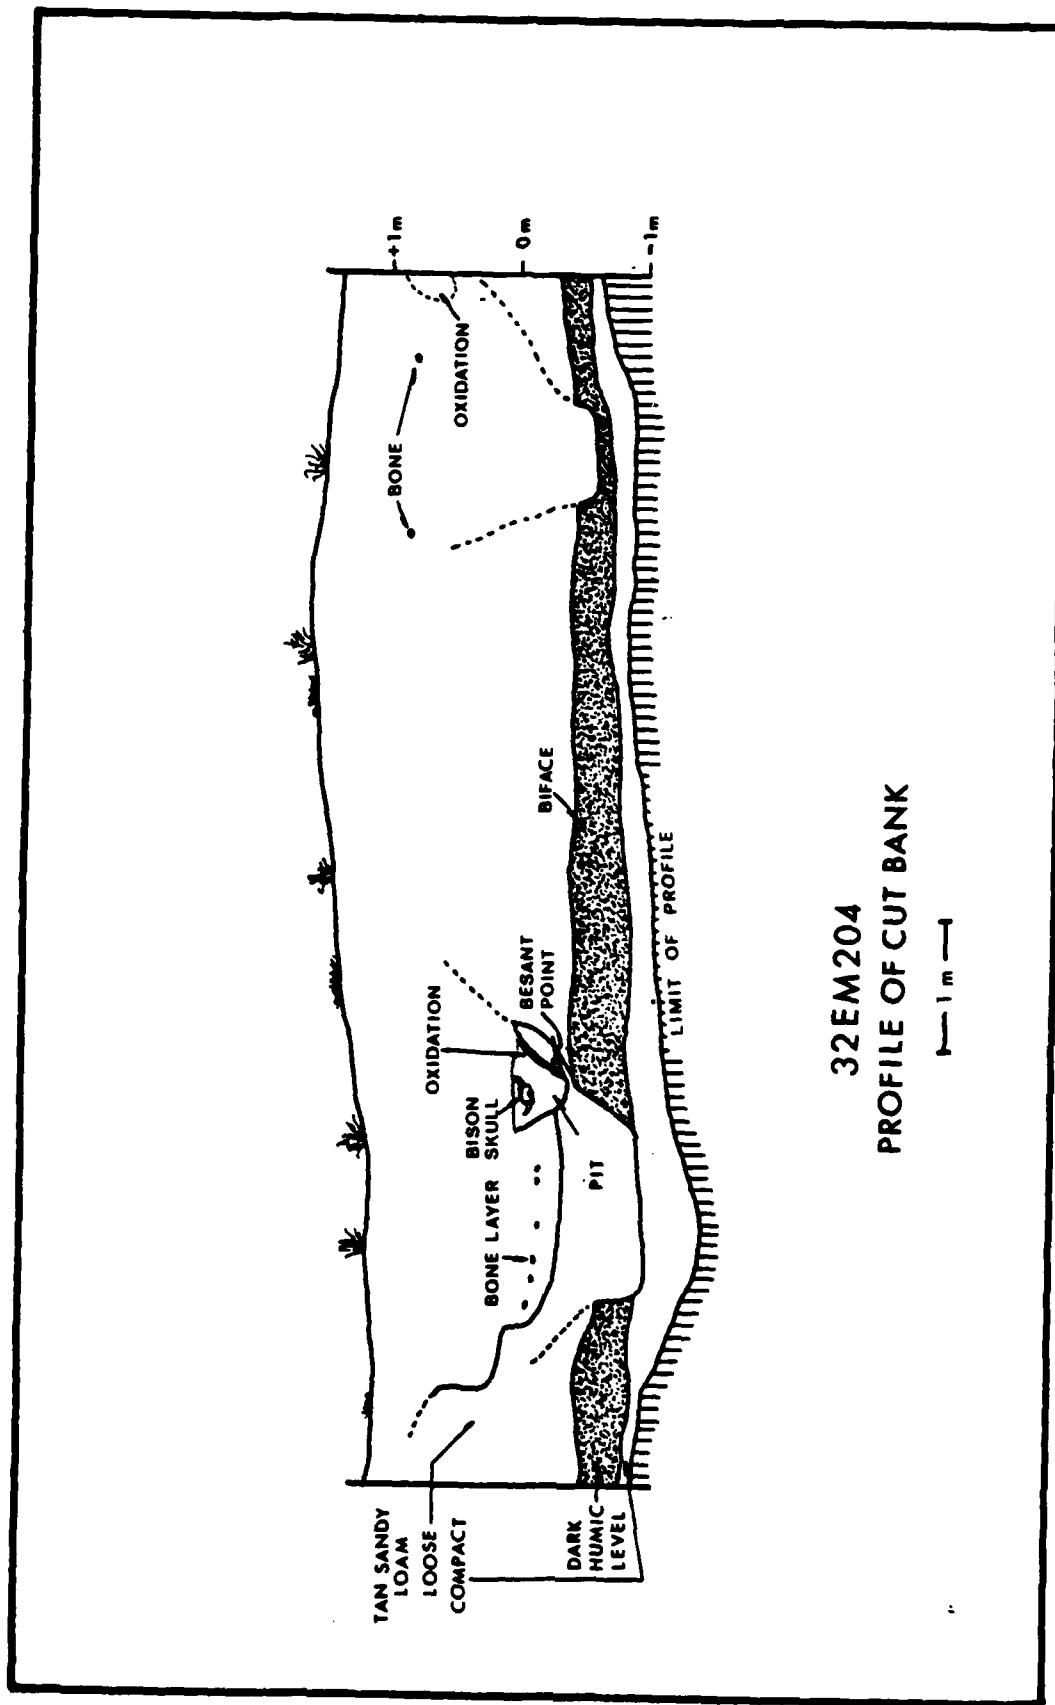 TAN SANDY
LOAM
LOOSE
COMPACT
DARK
HUMIC
LEVEL
BONE LAYER
BISON
SKULL
OXIDATION
BESANT
POINT
PIT
BIFACE
BONE
OXIDATION
+1m
0m
-1m
LIMIT OF PROFILE
32EM204
PROFILE OF CUT BANK
1m